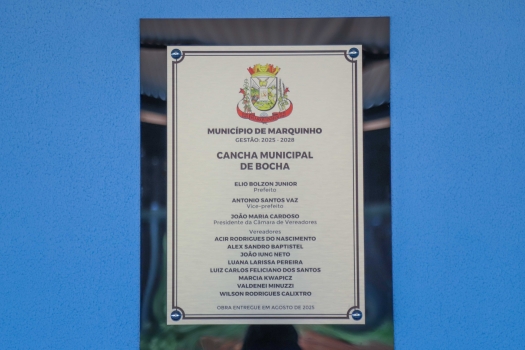 MUNICÍPIO DE MARQUINHO
GESTÃO: 2025 - 2028
CANCHA MUNICIPAL
DE BOCHA
ELIO BOLZON JUNIOR
Prefeito
ANTONIO SANTOS VAZ
Vice-prefeito
JOÃO MARIA CARDOSO
Presidente da Câmara de Vereadores
Vereadores
ACIR RODRIGUES DO NASCIMENTO
ALEX SANDRO BAPTISTEL
JOÃO IUNG NETO
LUANA LARISSA PEREIRA
LUIZ CARLOS FELICIANO DOS SANTOS
MARCIA KWAPICZ
VALDENEI MINUZZI
WILSON RODRIGUES CALIXTRO
OBRA ENTREGUE EM AGOSTO DE 2025